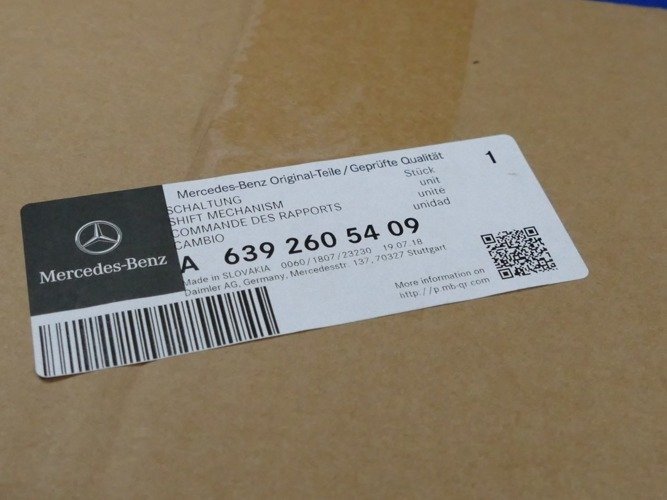 Mercedes-Benz Original-Teile/Geprüfte Qualität
1
SCHALTUNG Stück
SHIFT MECHANISM unit
COMMANDE DES RAPPORTS unité
CAMBIO unidad
A 639 260 54 09
Made in SLOVAKIA 0060/1807/23230 19.07.18
Daimler AG, Germany, Mercedesstr. 137, 70327 Stuttgart
More information on
http://p.mb-qr.com
Mercedes-Benz